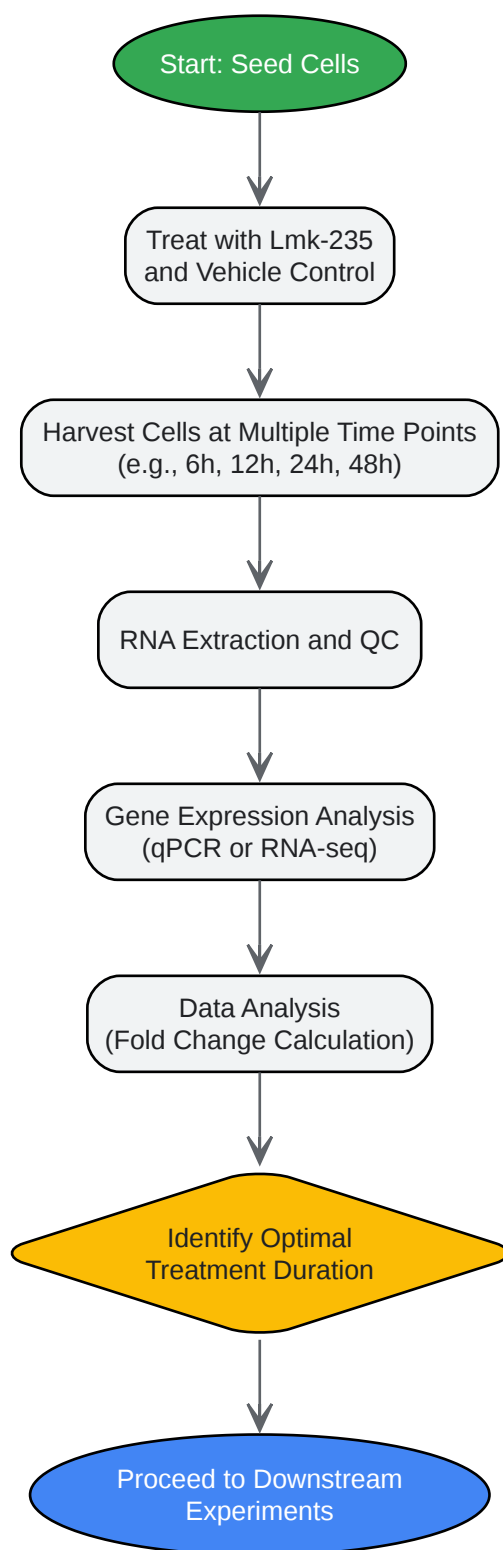 Start: Seed Cells
Treat with Lmk-235
and Vehicle Control
Harvest Cells at Multiple Time Points
(e.g., 6h, 12h, 24h, 48h)
RNA Extraction and QC
Gene Expression Analysis
(qPCR or RNA-seq)
Data Analysis
(Fold Change Calculation)
Identify Optimal
Treatment Duration
Proceed to Downstream
Experiments